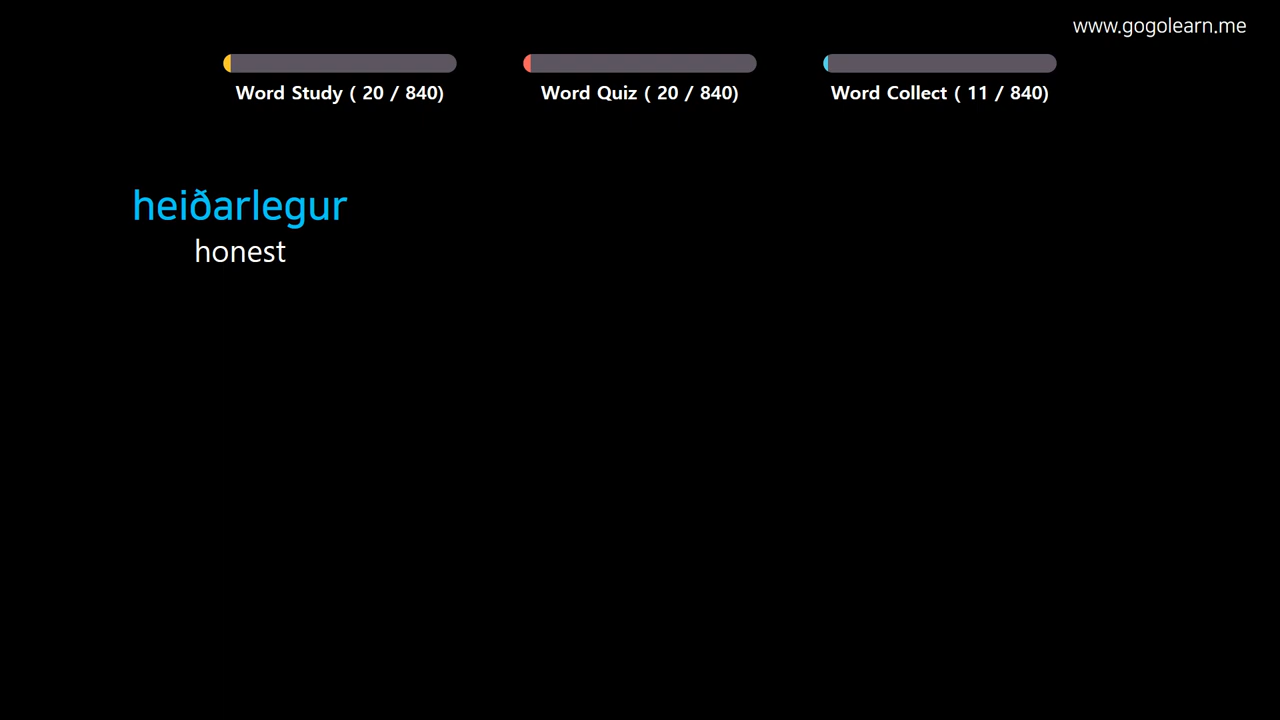 www.gogolearn.me
Word Study ( 20 / 840)
Word Quiz ( 20 / 840)
Word Collect ( 11 / 840)
heiðarlegur
honest